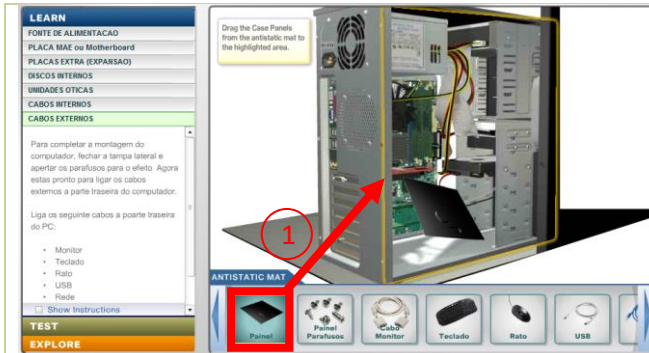 LEARN
FONTE DE ALIMENTACAO
PLACA MAE ou Motherboard
PLACAS EXTRA (EXPANSAO)
DISCOS INTERNOS
UNIDADES OTICAS
CABOS INTERNOS
CABOS EXTERNOS
Para completar a montagem do
computador, fechar a tampa lateral e
apertar os parafusos para o efeito Agora
estas pronto para ligar os cabos
externos a parte traseira do computador.
Liga os seguinte cabos a poarte traseira
do PC:
· Monitor
· Teclado
· Rato
· USB
· Rede
Show Instructions
TEST
EXPLORE
Drag the Case Panels
from the antistatic mat to
the highlighted area.
1
ANTISTATIC MAT
Painel
Painel
Parafusos
Cabo
Monitor
Teclado
Rato
USB